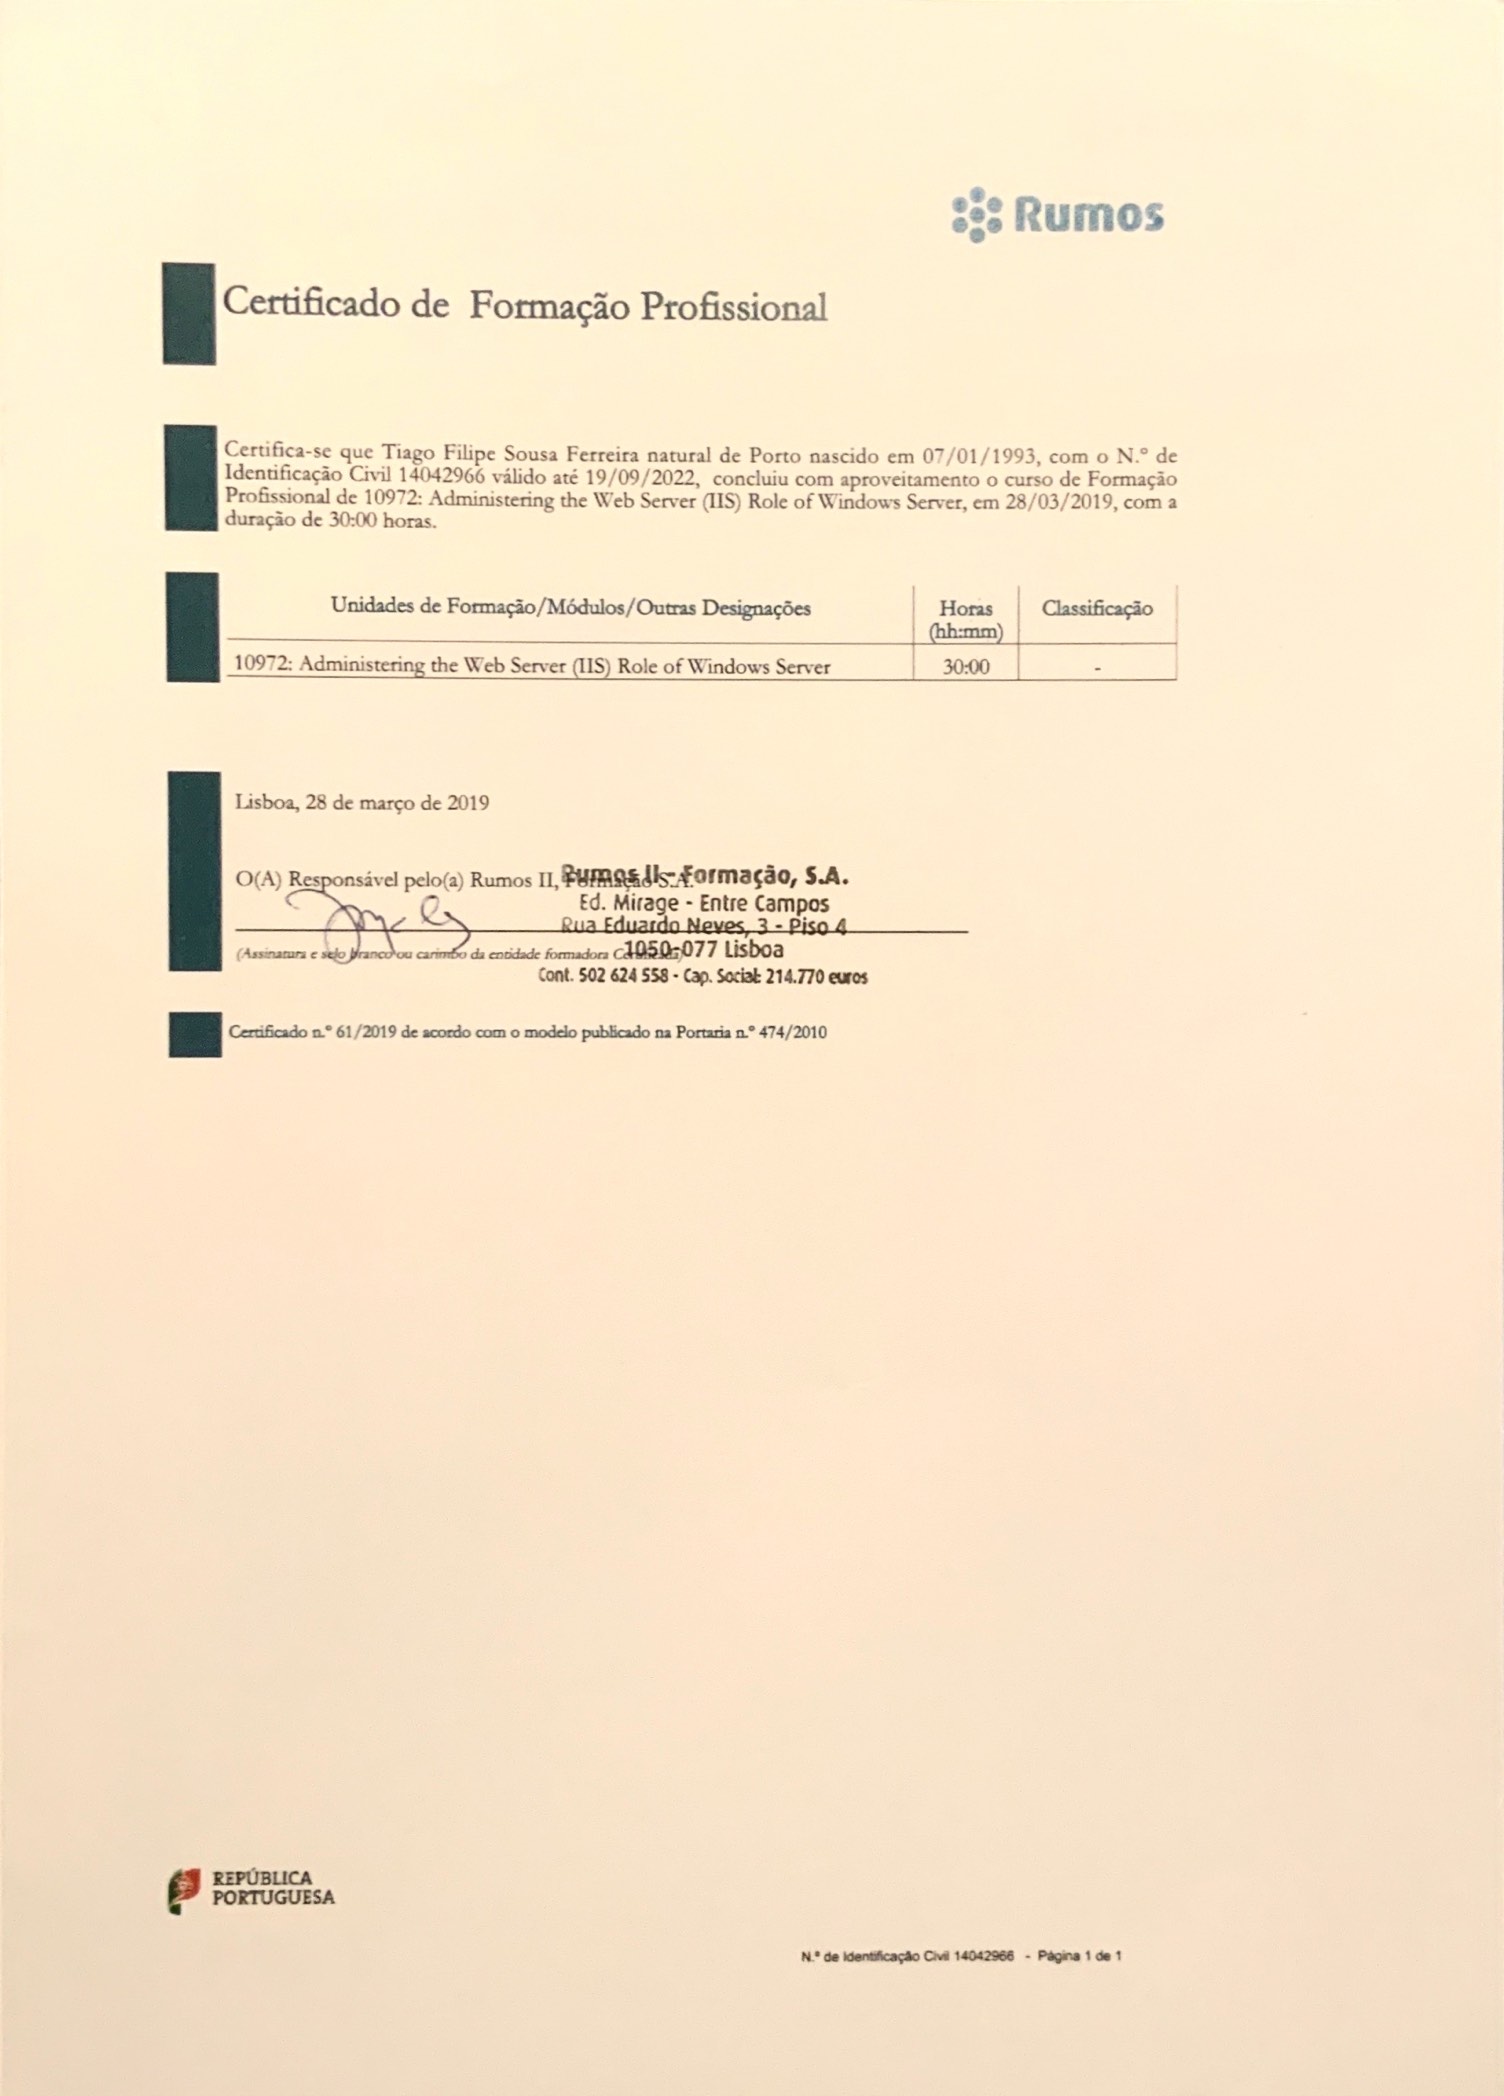 Rumos
Certificado de Formação Profissional
Certifica-se que Tiago Filipe Sousa Ferreira natural de Porto nascido em 07/01/1993, com o N.º de
Identificação Civil 14042966 válido até 19/09/2022, concluiu com aproveitamento o curso de Formação
Profissional de 10972: Administering the Web Server (IIS) Role of Windows Server, em 28/03/2019, com a
duração de 30:00 horas.
Unidades de Formação/Módulos/Outras Designações Horas Classificação
(hh:mm)
10972: Administering the Web Server (IIS) Role of Windows Server 30:00 -
Lisboa, 28 de março de 2019
O(A) Responsável pelo(a) Rumos II, Formação S.A.
Rumos II - Formação, S.A.
Ed. Mirage - Entre Campos
Rua Eduardo Neves, 3 - Piso 4
(Assinatura e selo branco ou carimbo da entidade formadora
1050-077 Lisboa
Cont. 502 624 558 - Cap. Social: 214.770 euros
Certificado n.º 61/2019 de acordo com o modelo publicado na Portaria n.º 474/2010
REPÚBLICA
PORTUGUESA
N.º de Identificação Civil 14042966 - Página 1 de 1